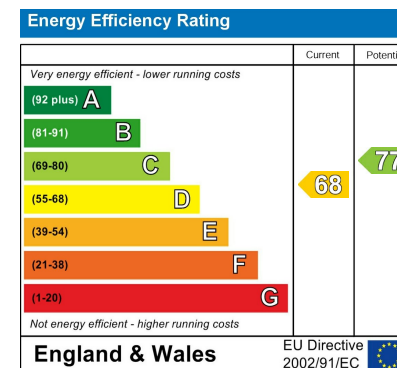 Energy Efficiency Rating
Current Potenti
Very energy efficient - lower running costs
(92 plus) A
(81-91) B
(69-80) C
77
(55-68) D
68
(39-54) E
(21-38) F
(1-20) G
Not energy efficient - higher running costs
England & Wales
EU Directive
2002/91/EC